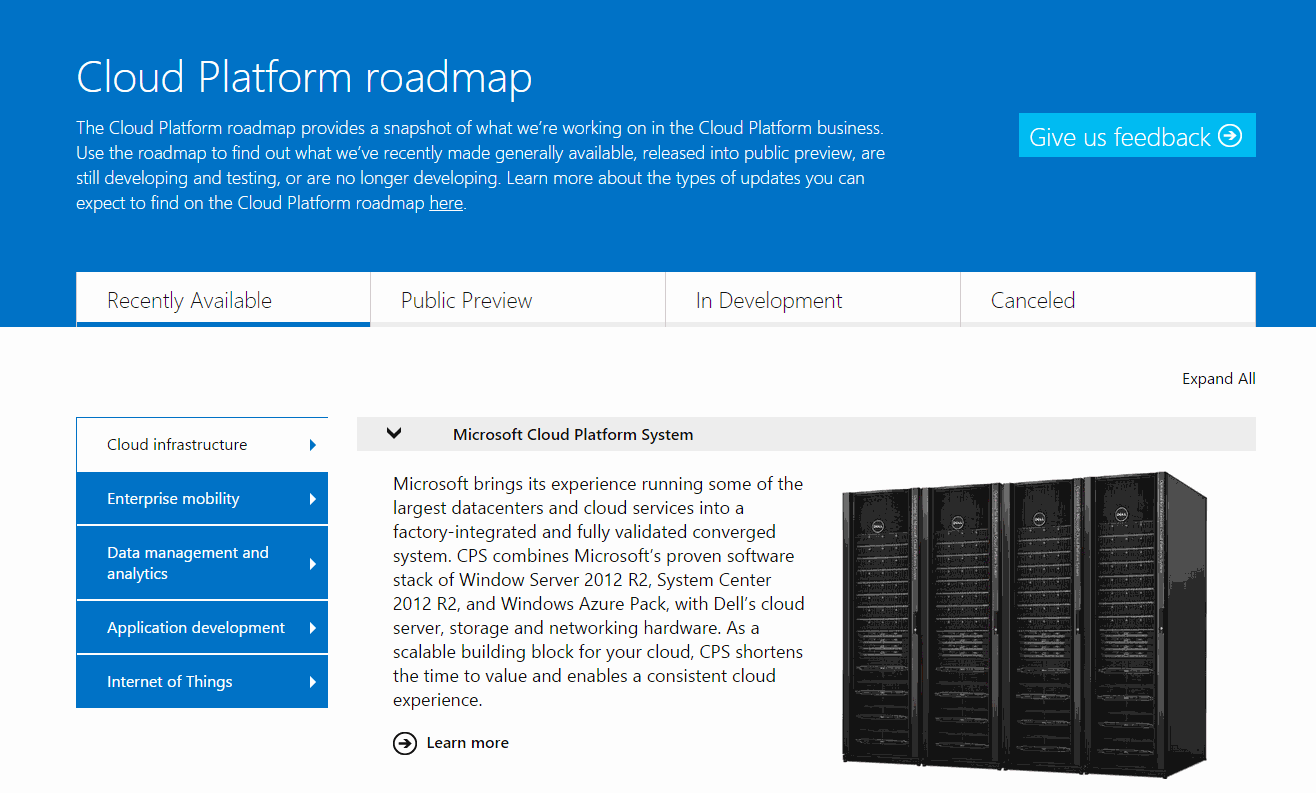 Cloud Platform roadmap
The Cloud Platform roadmap provides a snapshot of what we’re working on in the Cloud Platform business.
Use the roadmap to find out what we’ve recently made generally available, released into public preview, are
still developing and testing, or are no longer developing. Learn more about the types of updates you can
expect to find on the Cloud Platform roadmap here.
Give us feedback
Recently Available
Public Preview
In Development
Canceled
Expand All
Cloud infrastructure
Enterprise mobility
Data management and
analytics
Application development
Internet of Things
Microsoft Cloud Platform System
Microsoft brings its experience running some of the
largest datacenters and cloud services into a
factory-integrated and fully validated converged
system. CPS combines Microsoft’s proven software
stack of Window Server 2012 R2, System Center
2012 R2, and Windows Azure Pack, with Dell’s cloud
server, storage and networking hardware. As a
scalable building block for your cloud, CPS shortens
the time to value and enables a consistent cloud
experience.
Learn more
DELL
DELL
DELL
DELL